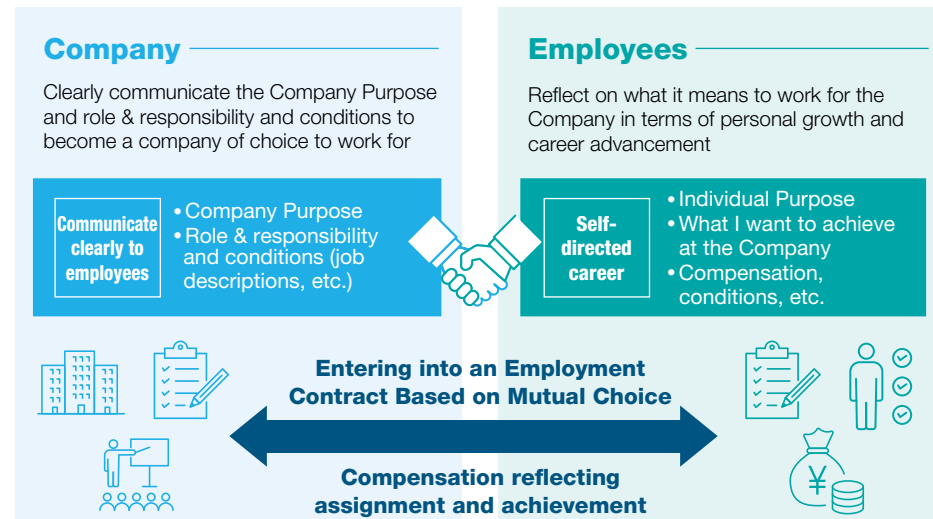 Company
Clearly communicate the Company Purpose
and role & responsibility and conditions to
become a company of choice to work for
Communicate
clearly to
employees
• Company Purpose
• Role & responsibility
and conditions (job
descriptions, etc.)
Employees
Reflect on what it means to work for the
Company in terms of personal growth and
career advancement
Self-
directed
career
• Individual Purpose
• What I want to achieve
at the Company
• Compensation,
conditions, etc.
Entering into an Employment
Contract Based on Mutual Choice
Compensation reflecting
assignment and achievement
¥